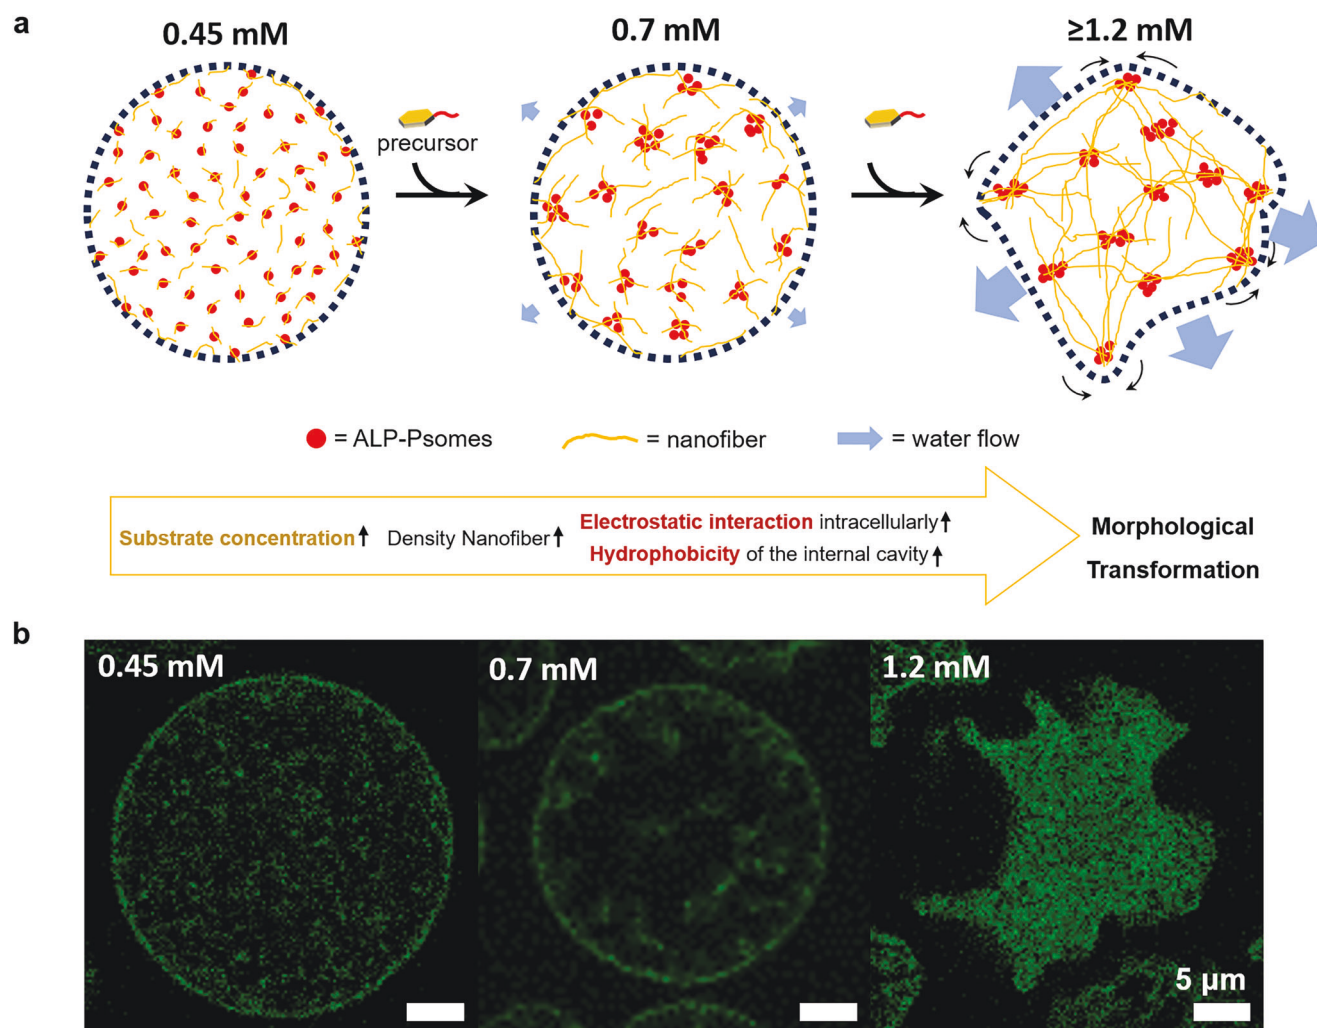 a
0.45 mM
0.7 mM
≥1.2 mM
precursor
= ALP-Psomes
= nanofiber
= water flow
Substrate concentration↑ Density Nanofiber↑
Electrostatic interaction intracellularly↑
Hydrophobicity of the internal cavity↑
Morphological
Transformation
b
0.45 mM
0.7 mM
1.2 mM
5 µm